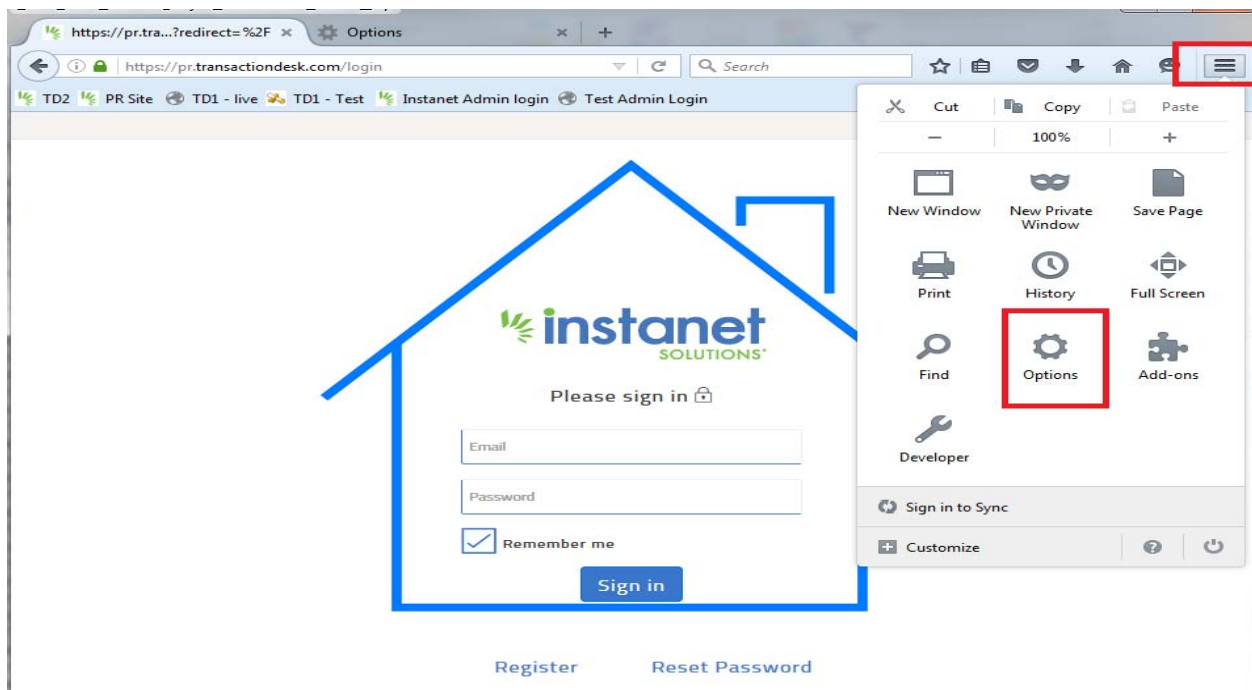 https://pr.tra...?redirect=%2F Options
https://pr.transactiondesk.com/login Search
TD2 PR Site TD1 - live TD1 - Test Instanet Admin login Test Admin Login
Cut Copy Paste
− 100% +
New Window New Private Window Save Page
Print History Full Screen
Find Options Add-ons
Developer
Sign in to Sync
Customize
instanet
SOLUTIONS
Please sign in
Email
Password
Remember me
Sign in
Register Reset Password